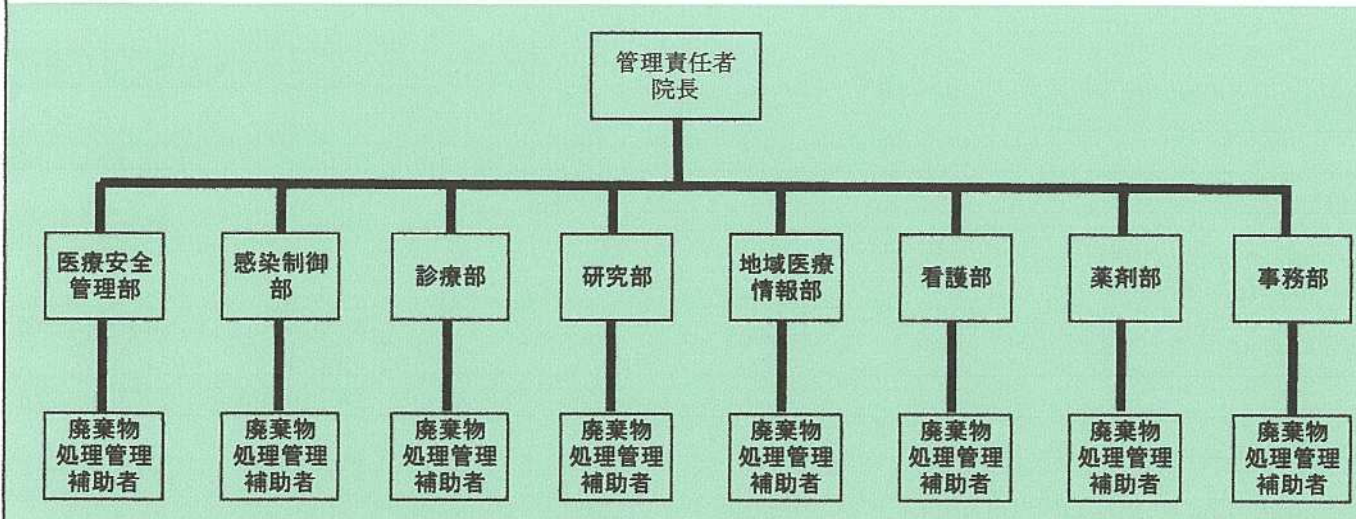 管理責任者
院長
医療安全
管理部
感染制御
部
診療部
研究部
地域医療
情報部
看護部
薬剤部
事務部
廃棄物
処理管理
補助者
廃棄物
処理管理
補助者
廃棄物
処理管理
補助者
廃棄物
処理管理
補助者
廃棄物
処理管理
補助者
廃棄物
処理管理
補助者
廃棄物
処理管理
補助者
廃棄物
処理管理
補助者